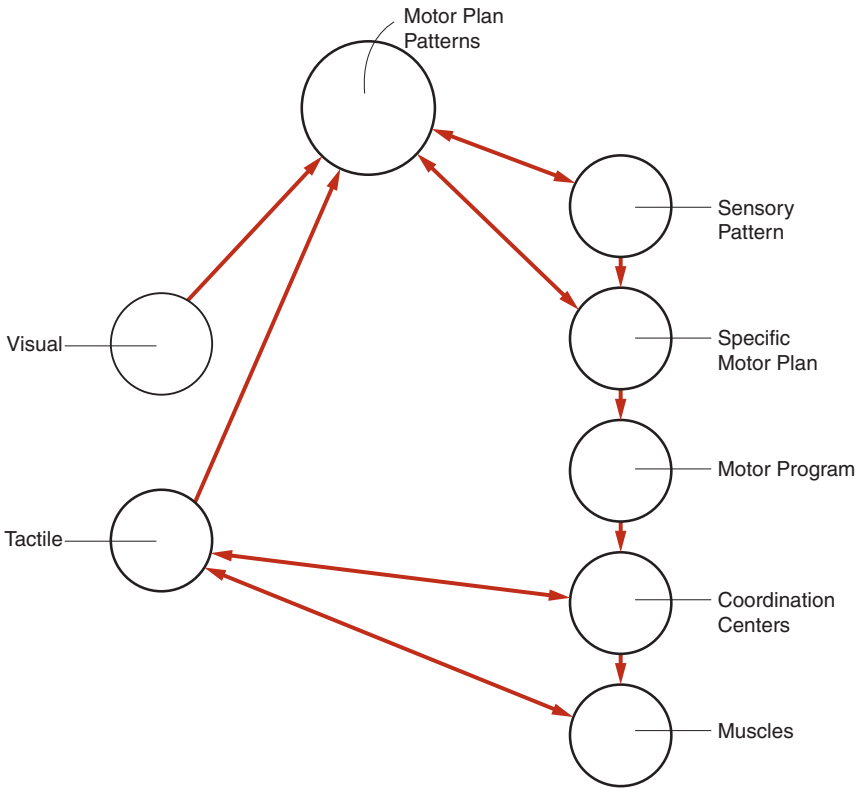 Motor Plan
Patterns
Sensory
Pattern
Visual
Specific
Motor Plan
Motor Program
Tactile
Coordination
Centers
Muscles